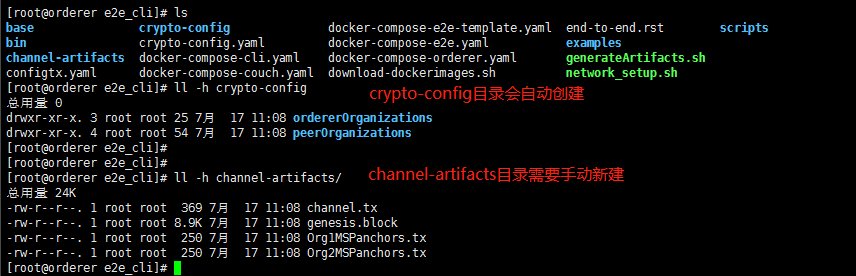 [root@orderer e2e_cli]# ls
base crypto-config docker-compose-e2e-template.yaml end-to-end.rst scripts
bin crypto-config.yaml docker-compose-e2e.yaml examples
channel-artifacts docker-compose-cli.yaml docker-compose-orderer.yaml generateArtifacts.sh
configtx.yaml docker-compose-couch.yaml download-dockerimages.sh network_setup.sh
[root@orderer e2e_cli]# ll -h crypto-config
crypto-config目录会自动创建
总用量 0
drwxr-xr-x. 3 root root 25 7月 17 11:08 ordererOrganizations
drwxr-xr-x. 4 root root 54 7月 17 11:08 peerOrganizations
[root@orderer e2e_cli]#
[root@orderer e2e_cli]#
[root@orderer e2e_cli]# ll -h channel-artifacts/
channel-artifacts目录需要手动新建
总用量 24K
-rw-r--r--. 1 root root 369 7月 17 11:08 channel.tx
-rw-r--r--. 1 root root 8.9K 7月 17 11:08 genesis.block
-rw-r--r--. 1 root root 250 7月 17 11:08 Org1MSPanchors.tx
-rw-r--r--. 1 root root 250 7月 17 11:08 Org2MSPanchors.tx
[root@orderer e2e_cli]#